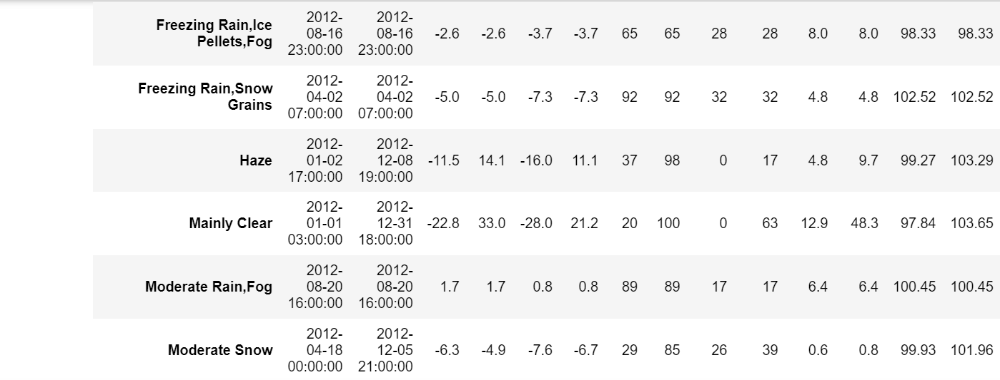 Freezing Rain,Ice Pellets,Fog 2012-08-16 23:00:00 2012-08-16 23:00:00 -2.6 -2.6 -3.7 -3.7 65 65 28 28 8.0 8.0 98.33 98.33
Freezing Rain,Snow Grains 2012-04-02 07:00:00 2012-04-02 07:00:00 -5.0 -5.0 -7.3 -7.3 92 92 32 32 4.8 4.8 102.52 102.52
Haze 2012-01-02 17:00:00 2012-12-08 19:00:00 -11.5 14.1 -16.0 11.1 37 98 0 17 4.8 9.7 99.27 103.29
Mainly Clear 2012-01-01 03:00:00 2012-12-31 18:00:00 -22.8 33.0 -28.0 21.2 20 100 0 63 12.9 48.3 97.84 103.65
Moderate Rain,Fog 2012-08-20 16:00:00 2012-08-20 16:00:00 1.7 1.7 0.8 0.8 89 89 17 17 6.4 6.4 100.45 100.45
Moderate Snow 2012-04-18 00:00:00 2012-12-05 21:00:00 -6.3 -4.9 -7.6 -6.7 29 85 26 39 0.6 0.8 99.93 101.96